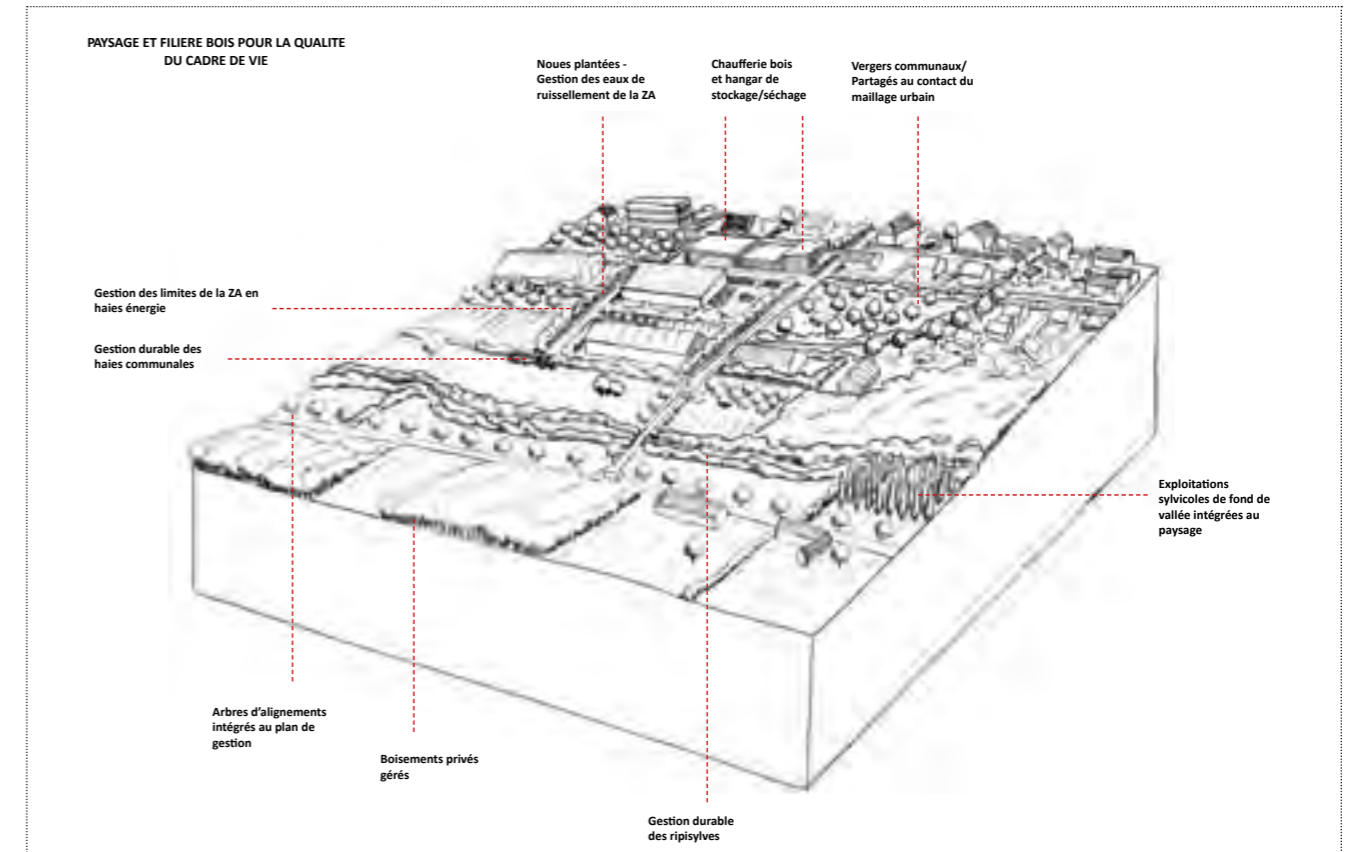 PAYSAGE ET FILIERE BOIS POUR LA QUALITE
DU CADRE DE VIE
Noues plantées -
Gestion des eaux de
ruissellement de la ZA
Chaufferie bois
et hangar de
stockage/séchage
Vergers communaux/
Partagés au contact du
maillage urbain
Gestion des limites de la ZA en
haies énergie
Gestion durable des
haies communales
Exploitations
sylvicoles de fond de
vallée intégrées au
paysage
Arbres d'alignements
intégrés au plan de
gestion
Boisements privés
gérés
Gestion durable
des ripisylves